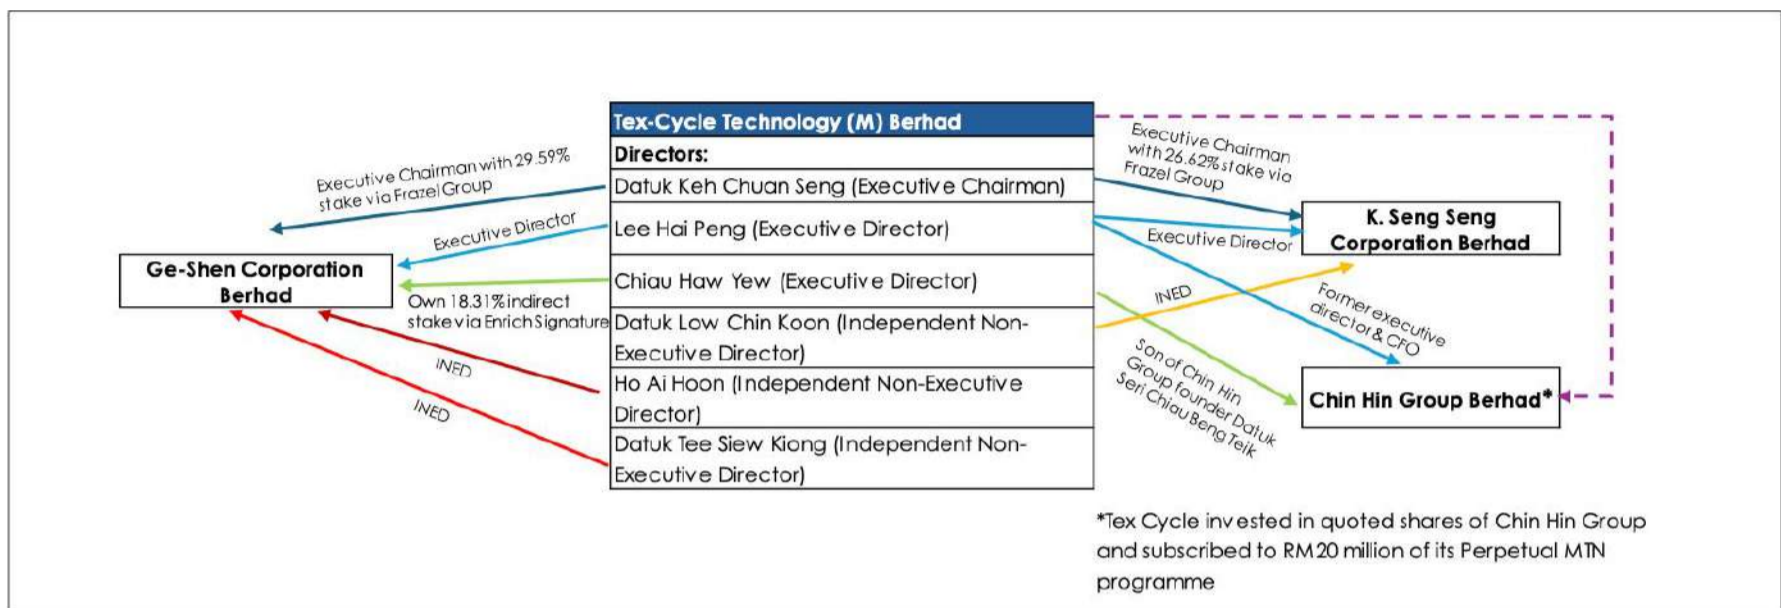 Tex-Cycle Technology (M) Berhad
Directors:
Datuk Keh Chuan Seng (Executive Chairman)
Lee Hai Peng (Executive Director)
Chiau Haw Yew (Executive Director)
Datuk Low Chin Koon (Independent Non-
Executive Director)
Ho Ai Hoon (Independent Non-Executive
Director)
Datuk Tee Siew Kiong (Independent Non-
Executive Director)
Executive Chairman with 29.59%
stake via Frazel Group
Executive Director
Ge-Shen Corporation
Berhad
Own 18.31% indirect
stake via Enrich Signature
INED
INED
Executive Chairman
with 26.62% stake via
Frazel Group
Executive Director
K. Seng Seng
Corporation Berhad
INED
Former executive
director & CFO
Son of Chin Hin
Group founder Datuk
Seri Chiau Beng Teik
Chin Hin Group Berhad*
*Tex Cycle invested in quoted shares of Chin Hin Group
and subscribed to RM20 million of its Perpetual MTN
programme